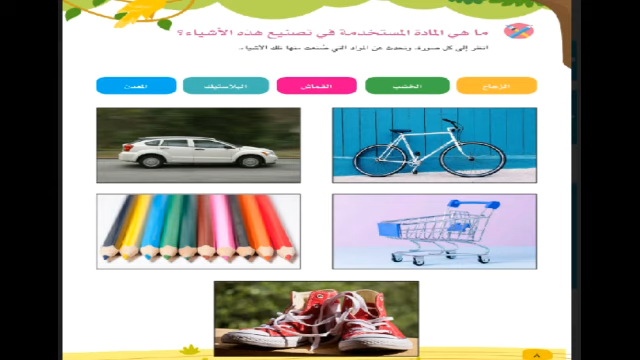 ما هي المادة المستخدمة في تصنيع هذه الأشياء؟
انظر إلى كل صورة، وتحدث عن المواد التي صُنعت منها تلك الأشياء.
الزجاج
الخشب
القماش
البلاستيك
المعدن
٨